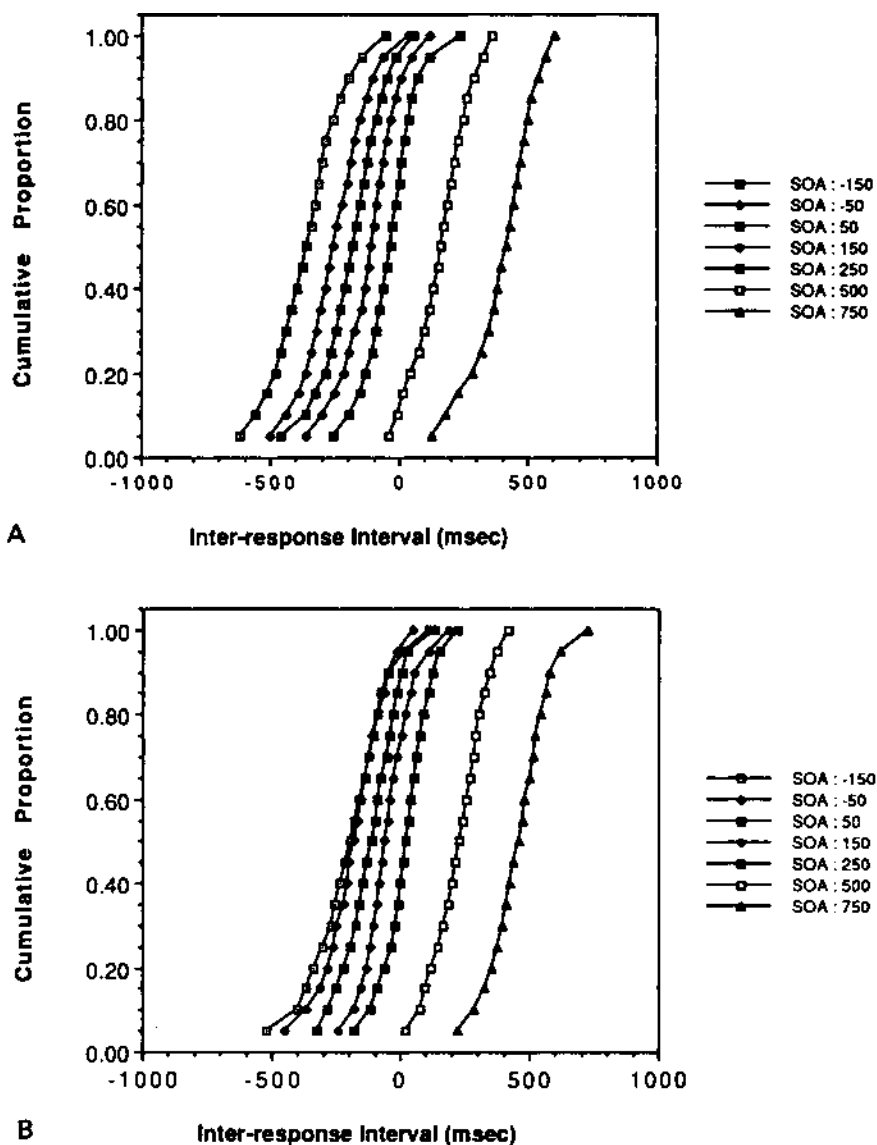 1.00
0.80
0.60
0.40
0.20
0.00
Cumulative Proportion
-1000
-500
0
500
1000
Inter-response Interval (msec)
A
SOA : -150
SOA : -50
SOA : 50
SOA : 150
SOA : 250
SOA : 500
SOA : 750
1.00
0.80
0.60
0.40
0.20
0.00
Cumulative Proportion
-1000
-500
0
500
1000
Inter-response Interval (msec)
B
SOA : -150
SOA : -50
SOA : 50
SOA : 150
SOA : 250
SOA : 500
SOA : 750